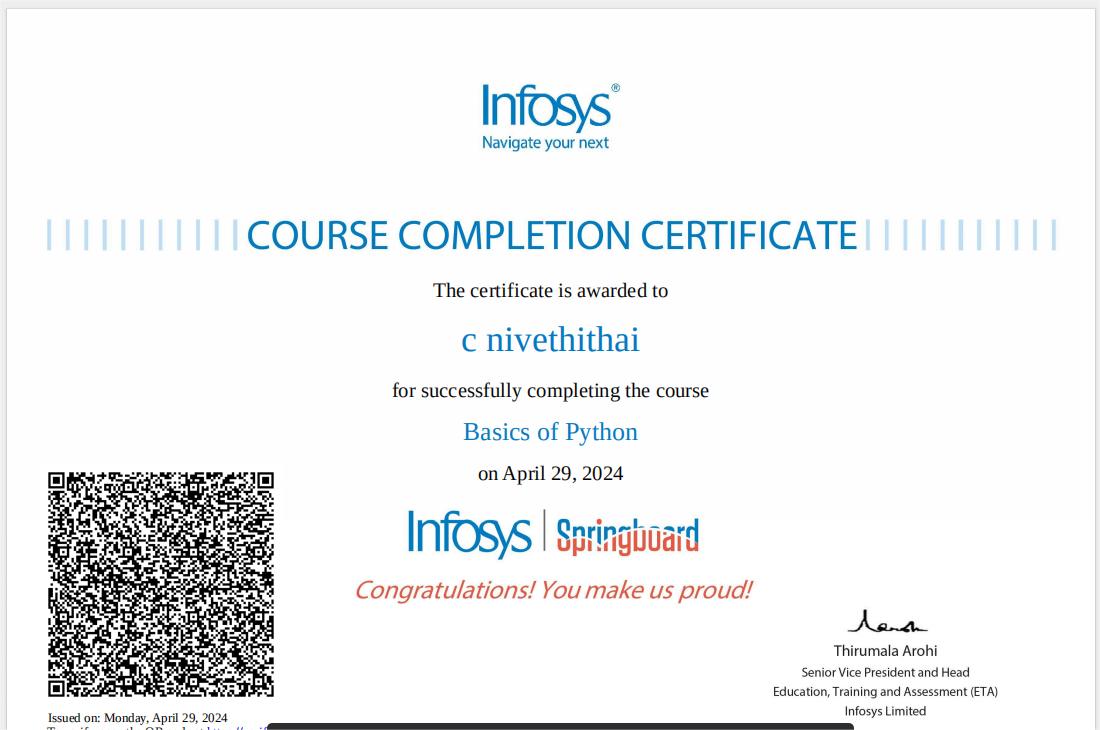 Infosys®
Navigate your next
COURSE COMPLETION CERTIFICATE
The certificate is awarded to
c nivethithai
for successfully completing the course
Basics of Python
on April 29, 2024
Infosys | Springboard
Congratulations! You make us proud!
Thirumala Arohi
Senior Vice President and Head
Education, Training and Assessment (ETA)
Infosys Limited
Issued on: Monday, April 29, 2024